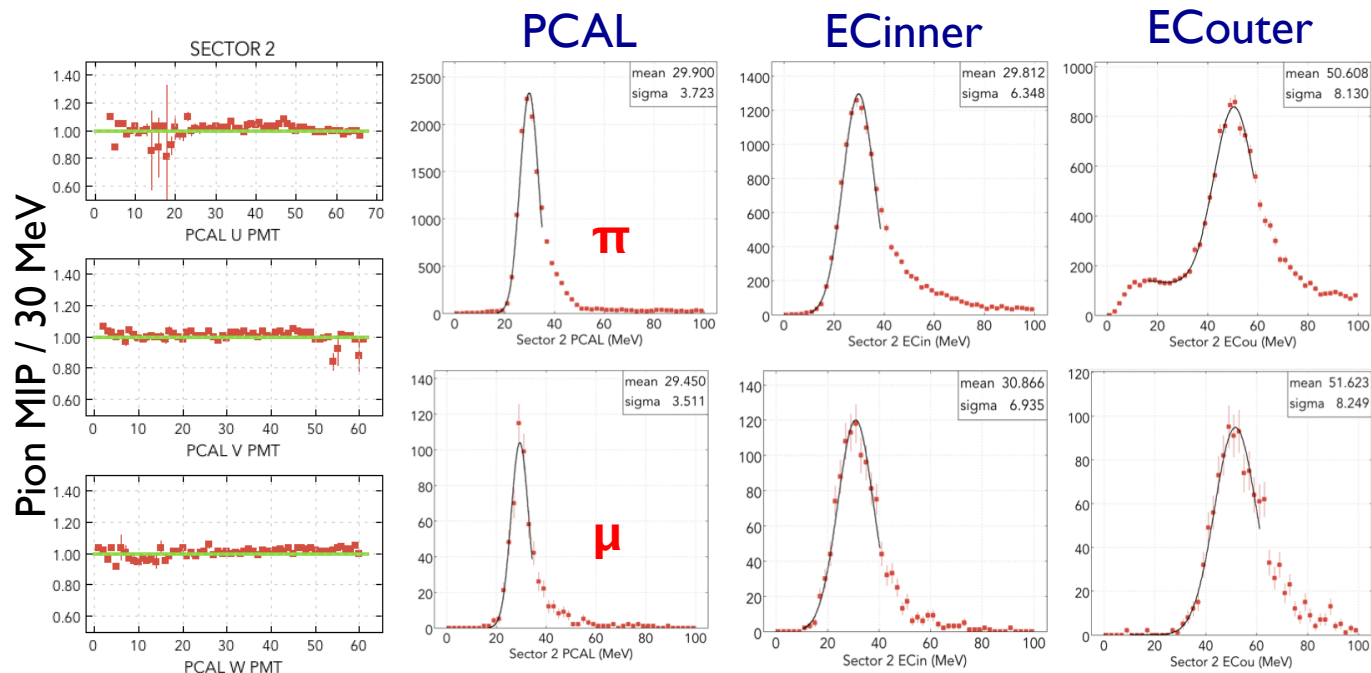 PCAL
ECinner
ECouter
Pion MIP / 30 MeV
SECTOR 2
1.40
1.20
1.00
0.80
0.60
0 10 20 30 40 50 60 70
PCAL U PMT
1.40
1.20
1.00
0.80
0.60
0 10 20 30 40 50 60
PCAL V PMT
1.40
1.20
1.00
0.80
0.60
0 10 20 30 40 50 60
PCAL W PMT
mean 29.900
sigma 3.723
2500
2000
1500
1000
500
0
π
0 20 40 60 80 100
Sector 2 PCAL (MeV)
mean 29.812
sigma 6.348
1400
1200
1000
800
600
400
200
0
0 20 40 60 80 100
Sector 2 ECin (MeV)
mean 50.608
sigma 8.130
1000
800
600
400
200
0
0 20 40 60 80 100
Sector 2 ECou (MeV)
mean 29.450
sigma 3.511
140
120
100
80
60
40
20
0
μ
0 20 40 60 80 100
Sector 2 PCAL (MeV)
mean 30.866
sigma 6.935
140
120
100
80
60
40
20
0
0 20 40 60 80 100
Sector 2 ECin (MeV)
mean 51.623
sigma 8.249
120
100
80
60
40
20
0
0 20 40 60 80 100
Sector 2 ECou (MeV)